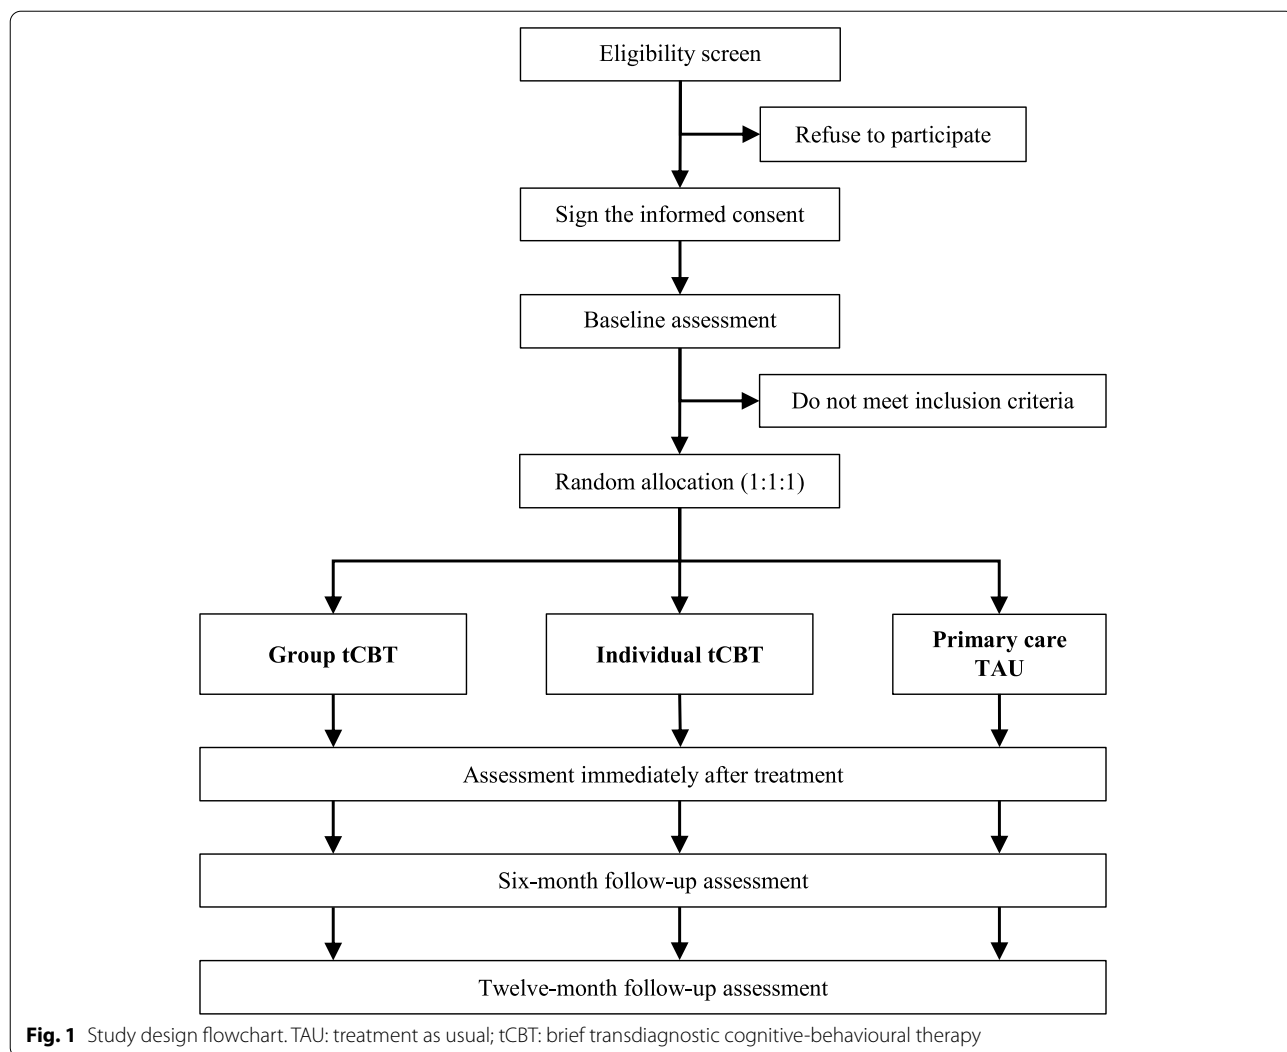 Eligibility screen
Refuse to participate
Sign the informed consent
Baseline assessment
Do not meet inclusion criteria
Random allocation (1:1:1)
Group tCBT
Individual tCBT
Primary care
TAU
Assessment immediately after treatment
Six-month follow-up assessment
Twelve-month follow-up assessment
Fig. 1 Study design flowchart. TAU: treatment as usual; tCBT: brief transdiagnostic cognitive-behavioural therapy